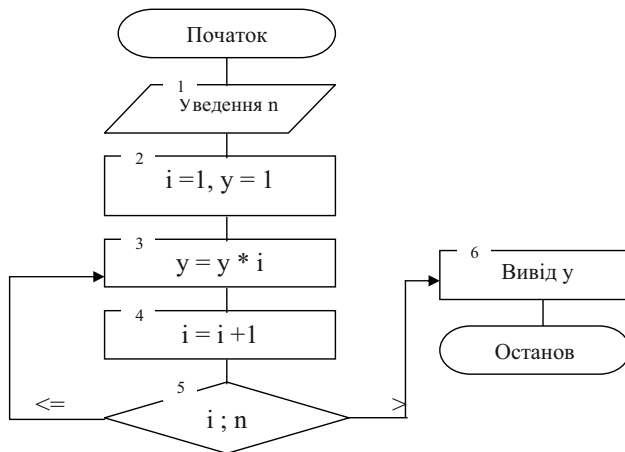 Початок
1
Уведення n
2
i =1, y = 1
3
y = y * i
4
i = i +1
5
i ; n
<=
>
6
Вивід y
Останов